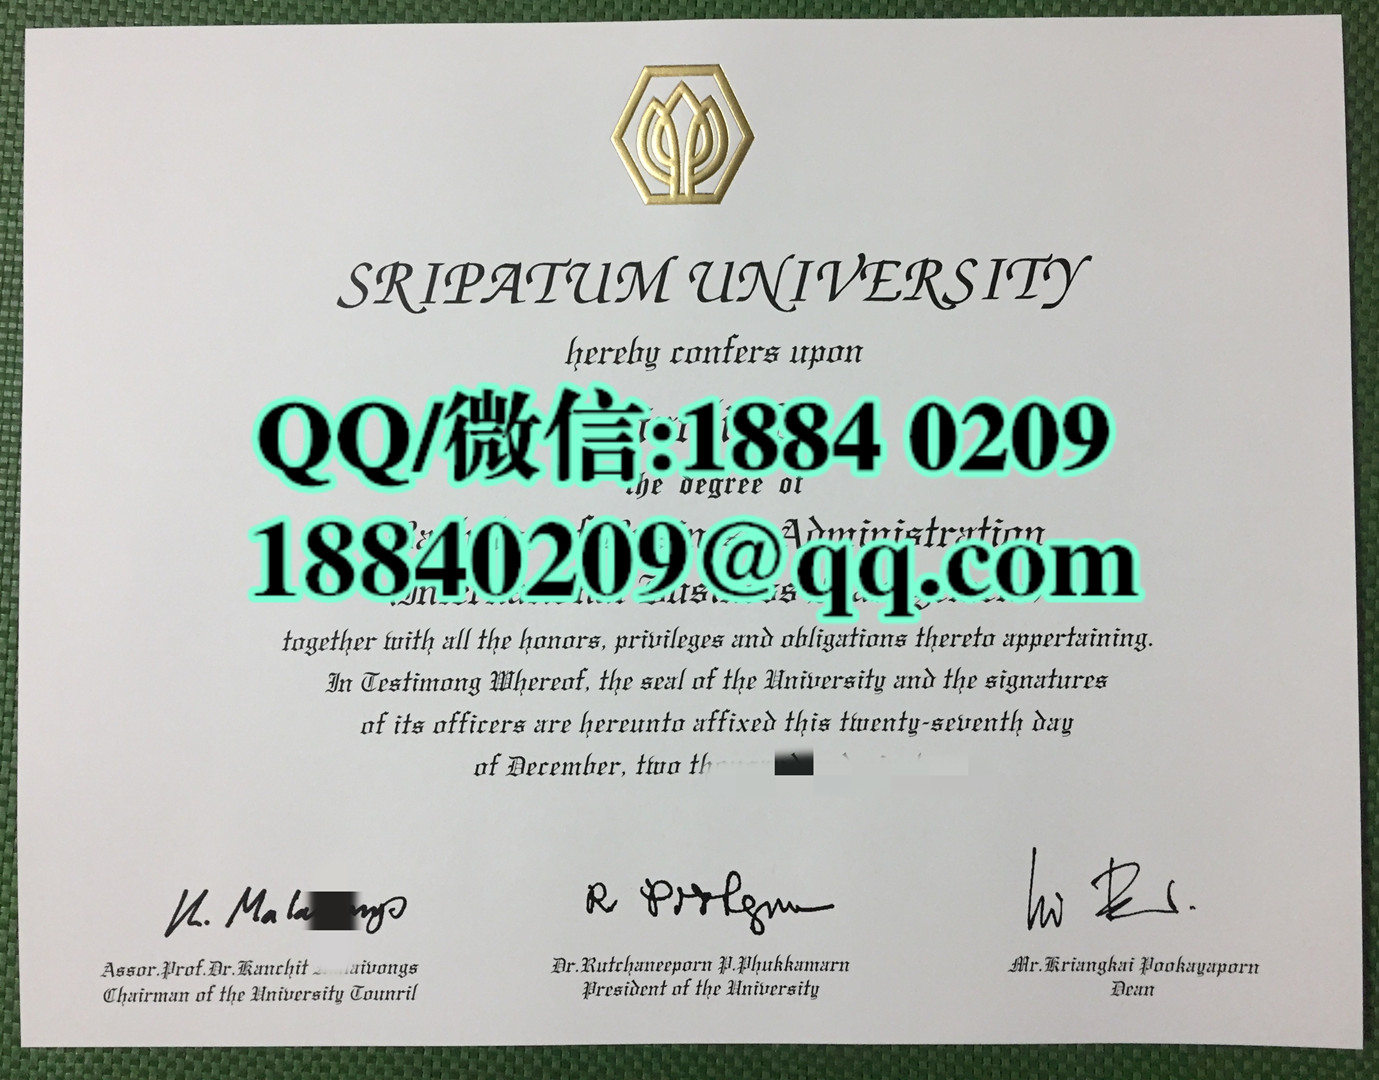 SRIPATUM UNIVERSITY
hereby confers upon
QQ/微信:1884 0209
the degree of
18840209@qq.com
Administration
together with all the honors, privileges and obligations thereto appertaining.
In Testimong Whereof, the seal of the University and the signatures
of its officers are hereunto affixed this twenty-seventh day
of December, two
K.
R
Assor.Prof.Dr.Kanchit
Chairman of the University Tounril
Dr.Rutchaneeporn P.Phukkamarn
President of the University
Mr.Kriangkai Pookayaporn
Dean